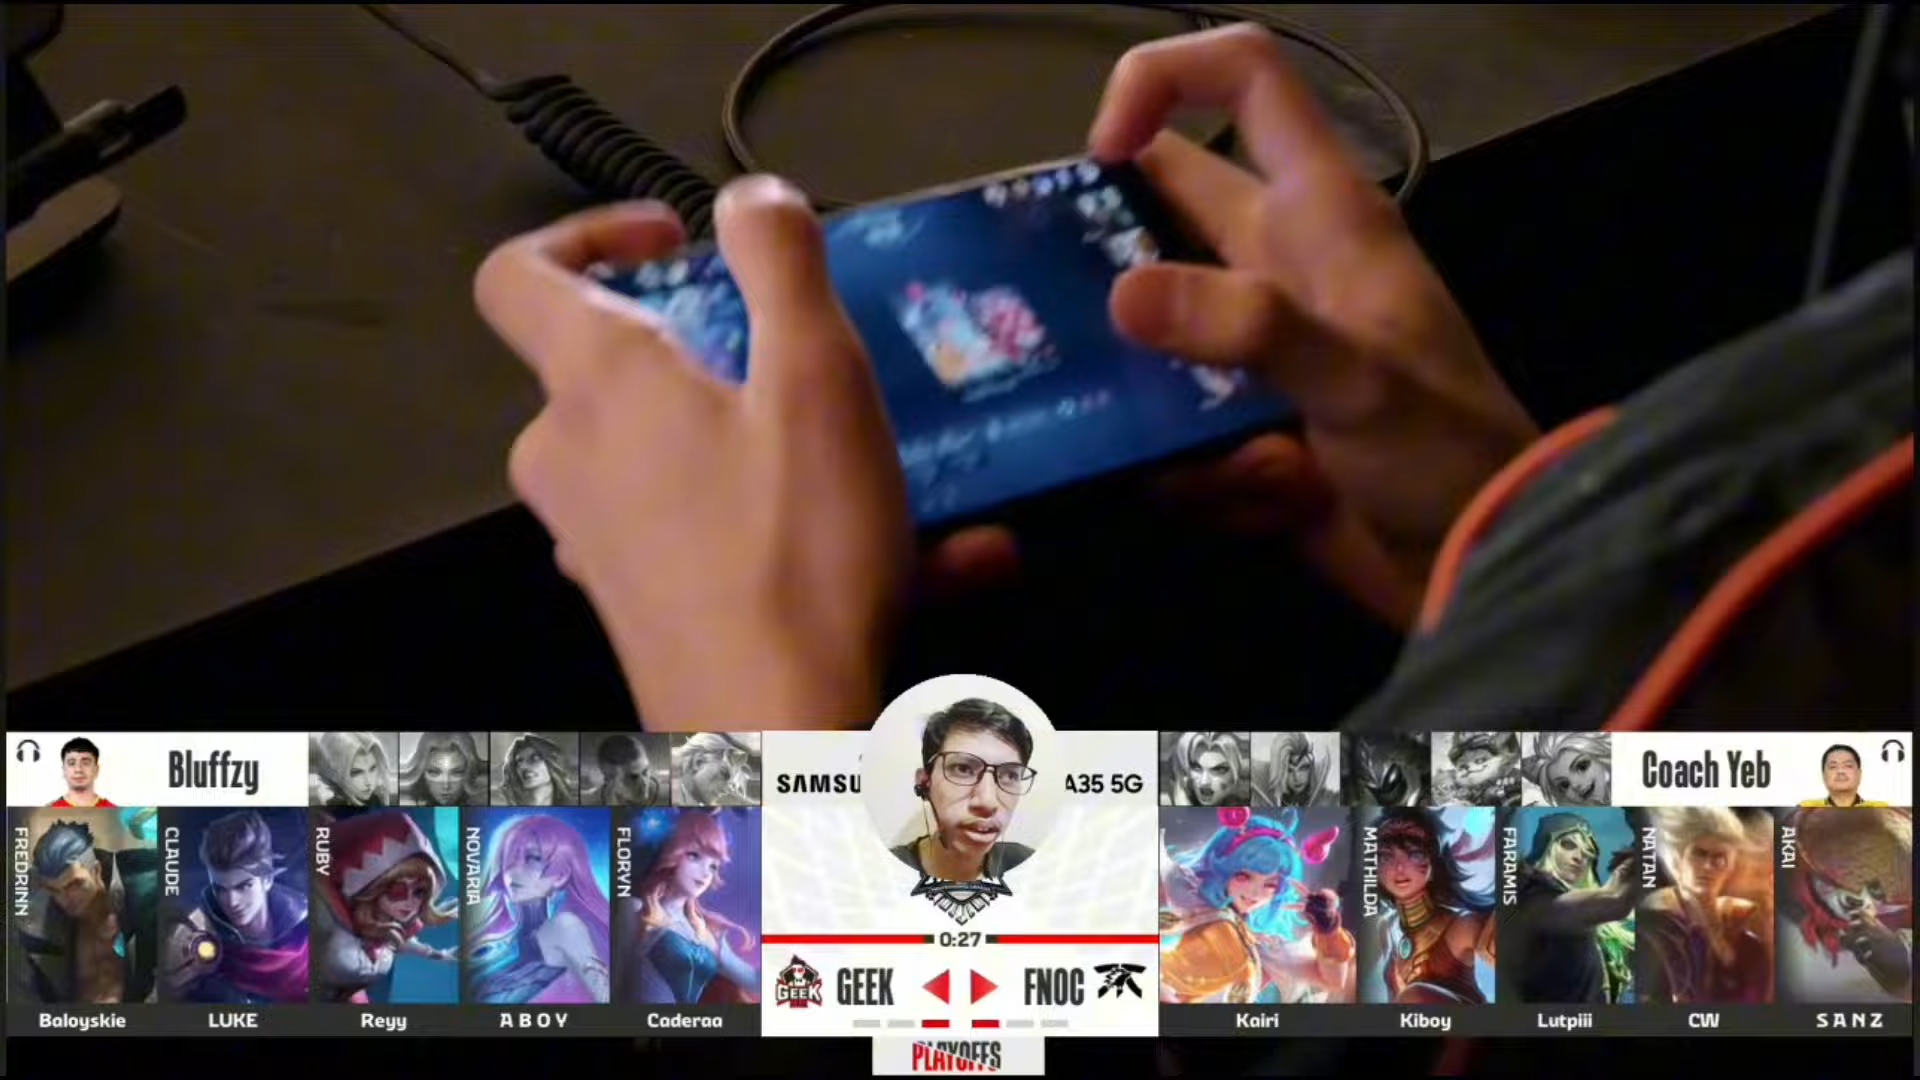 Bluffzy
SAMSU
A35 5G
Coach Yeb
FREDRINN
CLAUDE
RUBY
NOVARIA
FLORYN
MATHILDA
FARAMIS
NATAN
AKAI
0:27
GEEK
GEEK
FNOC
Baloyskie
LUKE
Reyy
A B O Y
Caderaa
Kairi
Kiboy
Lutpiii
CW
S A N Z
PLAYOFFS